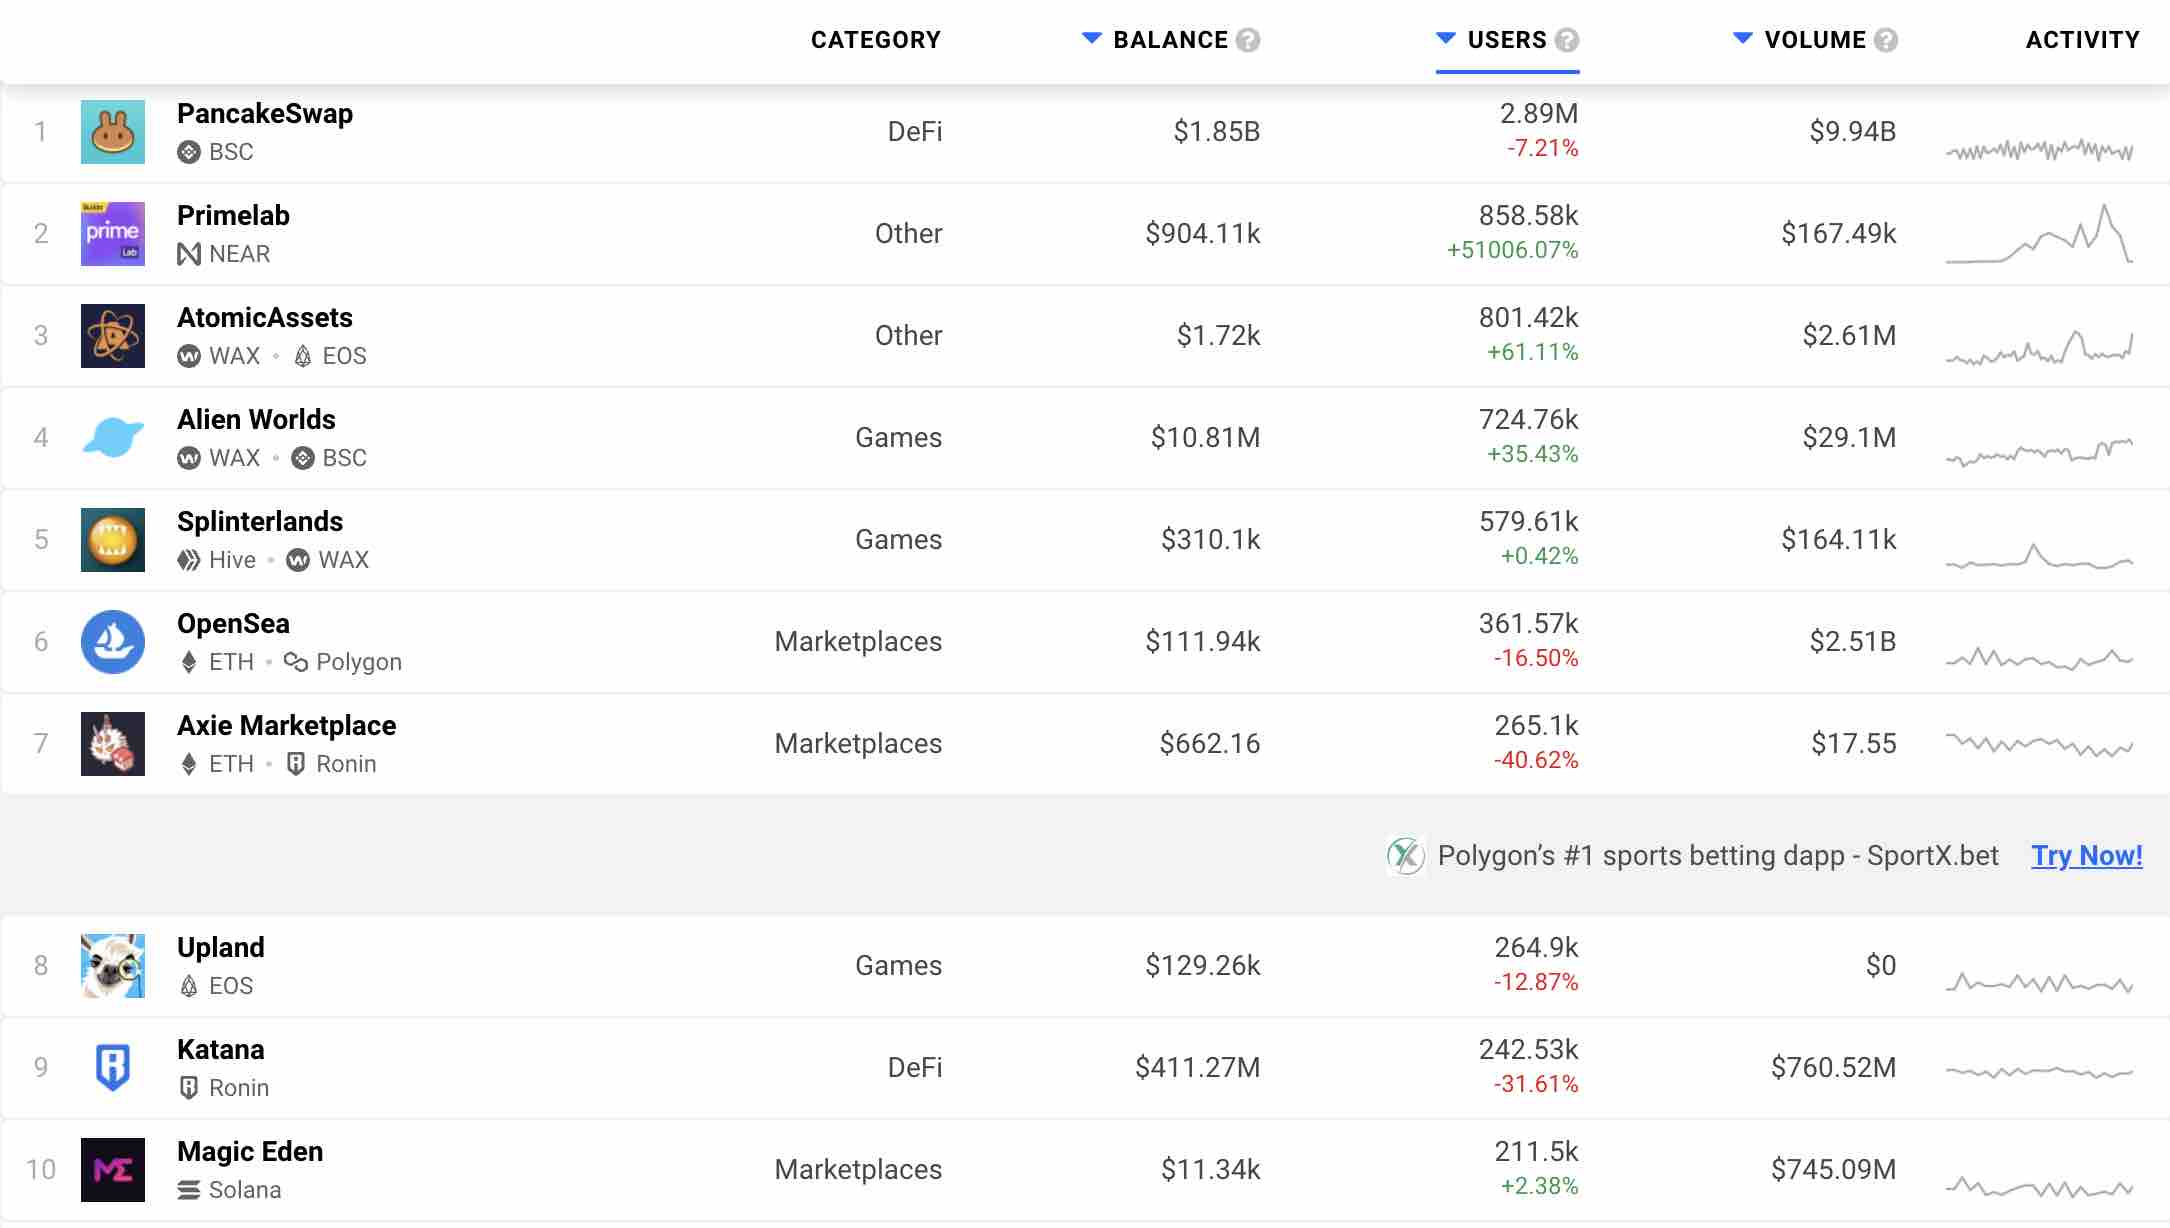 CATEGORY BALANCE ? USERS ? VOLUME ? ACTIVITY
1 PancakeSwap DeFi $1.85B 2.89M $9.94B
BSC -7.21%
2 prime Lab Primelab Other $904.11k 858.58k $167.49k
NEAR +51006.07%
3 AtomicAssets Other $1.72k 801.42k $2.61M
WAX • EOS +61.11%
4 Alien Worlds Games $10.81M 724.76k $29.1M
WAX • BSC +35.43%
5 Splinterlands Games $310.1k 579.61k $164.11k
Hive • WAX +0.42%
6 OpenSea Marketplaces $111.94k 361.57k $2.51B
ETH • Polygon -16.50%
7 Axie Marketplace Marketplaces $662.16 265.1k $17.55
ETH • Ronin -40.62%
Polygon’s #1 sports betting dapp - SportX.bet Try Now!
8 Upland Games $129.26k 264.9k $0
EOS -12.87%
9 Katana DeFi $411.27M 242.53k $760.52M
Ronin -31.61%
10 ME Magic Eden Marketplaces $11.34k 211.5k $745.09M
Solana +2.38%